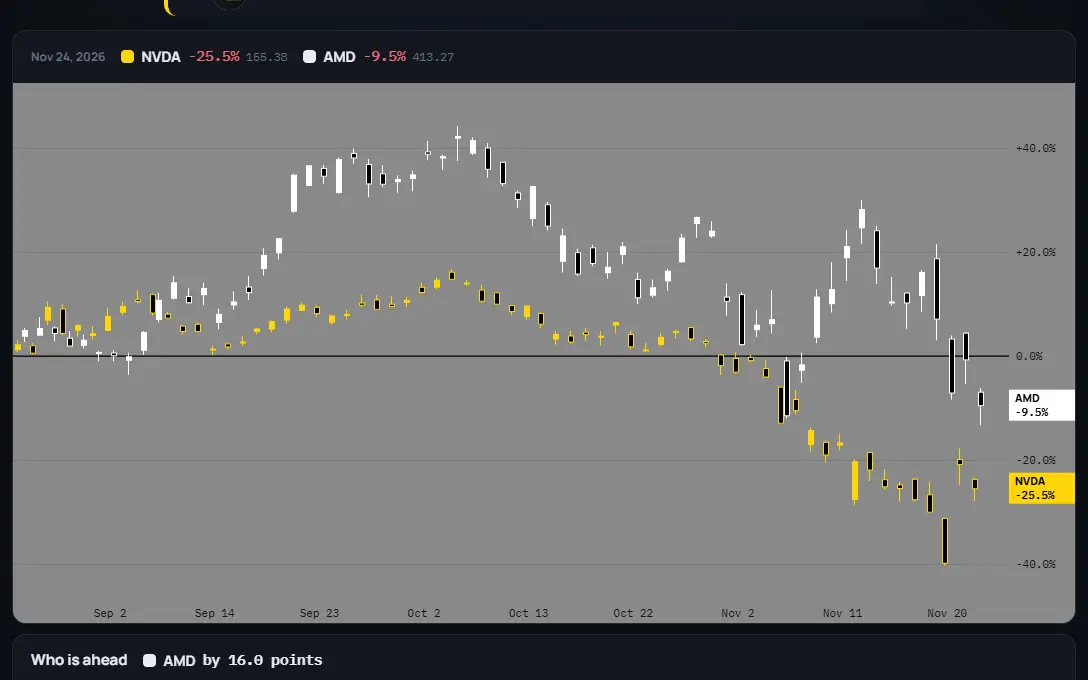 Nov 24, 2026 NVDA -25.5% 155.38 AMD -9.5% 413.27
+40.0%
+20.0%
0.0%
AMD
-9.5%
-20.0%
NVDA
-25.5%
-40.0%
Sep 2 Sep 14 Sep 23 Oct 2 Oct 13 Oct 22 Nov 2 Nov 11 Nov 20
Who is ahead AMD by 16.0 points